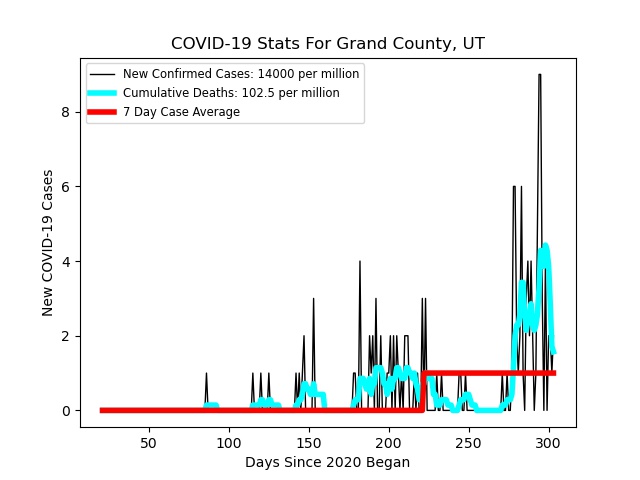 COVID-19 Stats For Grand County, UT
New Confirmed Cases: 14000 per million
Cumulative Deaths: 102.5 per million
7 Day Case Average
New COVID-19 Cases
8
6
4
2
0
50 100 150 200 250 300
Days Since 2020 Began